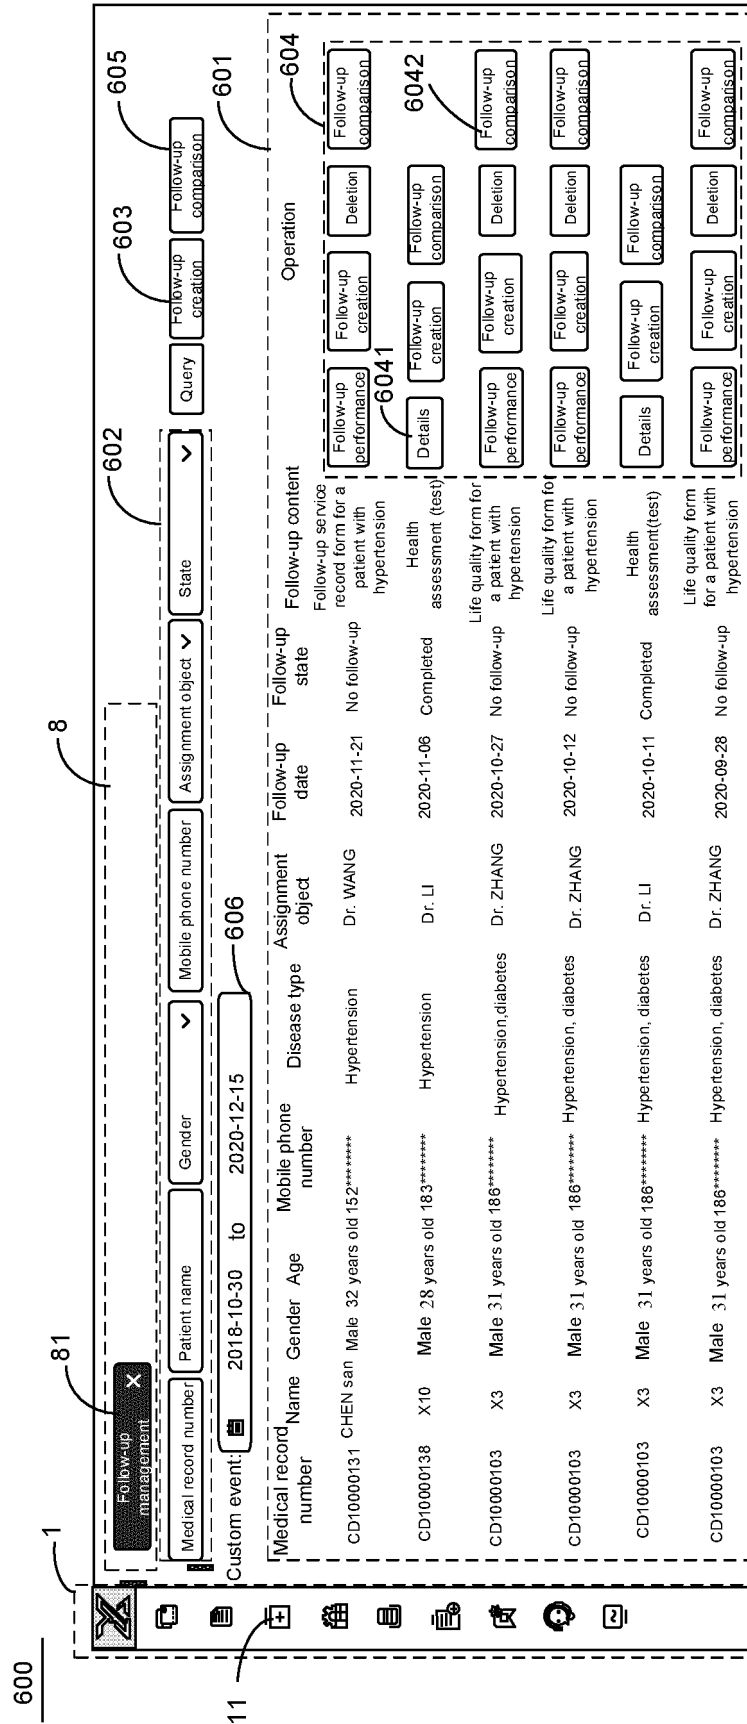 600
1
11
8
81
Follow-up
management
602
603
605
Medical record number
Patient name
Gender
Mobile phone number
Assignment object
State
Query
Follow-up
creation
Follow-up
comparison
Custom event:
2018-10-30 to 2020-12-15
606
601
604
Medical record
number
Name
Gender
Age
Mobile phone
number
Disease type
Assignment
object
Follow-up
date
Follow-up
state
Follow-up content
Operation
CD10000131
CHEN san
Male
32 years old
152********
Hypertension
Dr. WANG
2020-11-21
No follow-up
Follow-up service
record form for a
patient with
hypertension
Follow-up
performance
Follow-up
creation
Deletion
Follow-up
comparison
6041
6042
CD10000138
X10
Male
28 years old
183********
Hypertension
Dr. LI
2020-11-06
Completed
Health
assessment (test)
Details
Follow-up
creation
Follow-up
comparison
CD10000103
X3
Male
31 years old
186********
Hypertension,diabetes
Dr. ZHANG
2020-10-27
No follow-up
Life quality form for
a patient with
hypertension
Follow-up
performance
Follow-up
creation
Deletion
Follow-up
comparison
CD10000103
X3
Male
31 years old
186********
Hypertension, diabetes
Dr. ZHANG
2020-10-12
No follow-up
Life quality form for
a patient with
hypertension
Follow-up
performance
Follow-up
creation
Deletion
Follow-up
comparison
CD10000103
X3
Male
31 years old
186********
Hypertension, diabetes
Dr. LI
2020-10-11
Completed
Health
assessment(test)
Details
Follow-up
creation
Follow-up
comparison
CD10000103
X3
Male
31 years old
186********
Hypertension, diabetes
Dr. ZHANG
2020-09-28
No follow-up
Life quality form
for a patient with
hypertension
Follow-up
performance
Follow-up
creation
Deletion
Follow-up
comparison